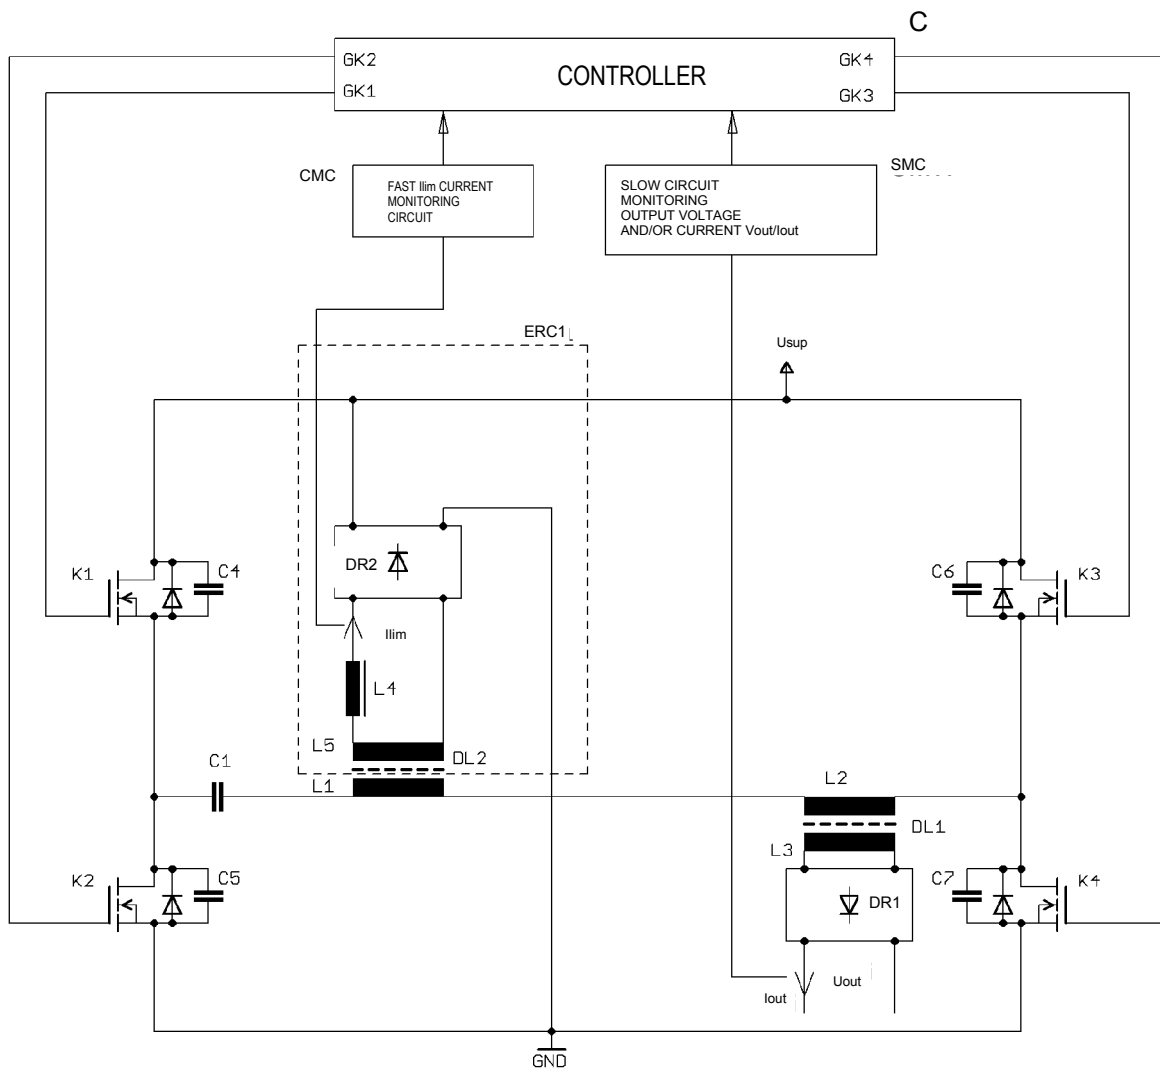 C
GK2
GK4
CONTROLLER
GK1
GK3
CMC
FAST Ilim CURRENT
MONITORING
CIRCUIT
SMC
SLOW CIRCUIT
MONITORING
OUTPUT VOLTAGE
AND/OR CURRENT Vout/Iout
ERC1
Usup
DR2
K1
C4
C6
K3
Ilim
L4
L5
DL2
C1
L1
L2
DL1
L3
K2
C5
C7
K4
DR1
Uout
Iout
GND